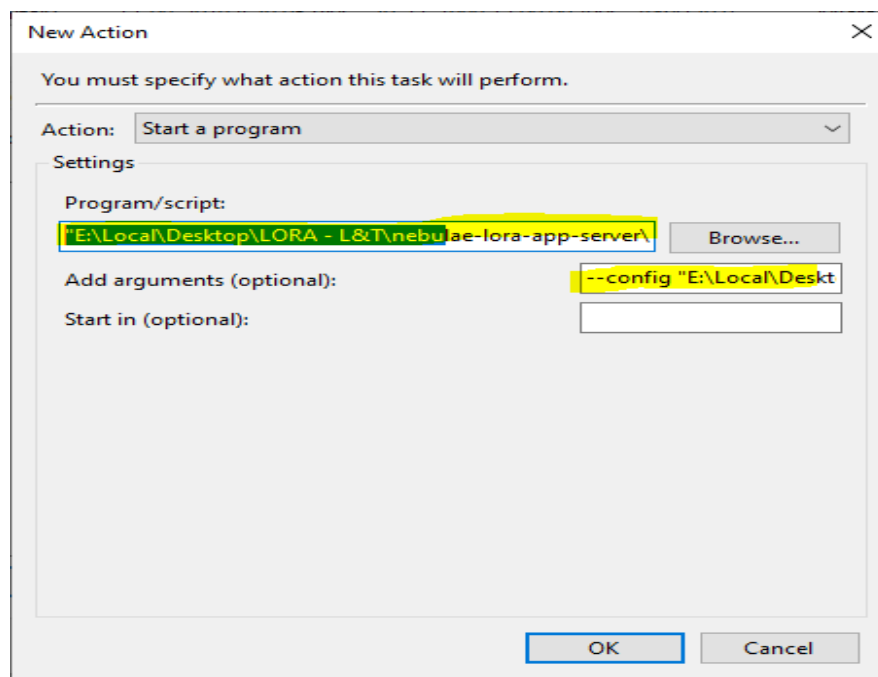 New Action
You must specify what action this task will perform.
Action: Start a program
Settings
Program/script:
"E:\Local\Desktop\LORA - L&T\nebulae-lora-app-server\
Browse...
Add arguments (optional): --config "E:\Local\Deskt
Start in (optional):
OK Cancel